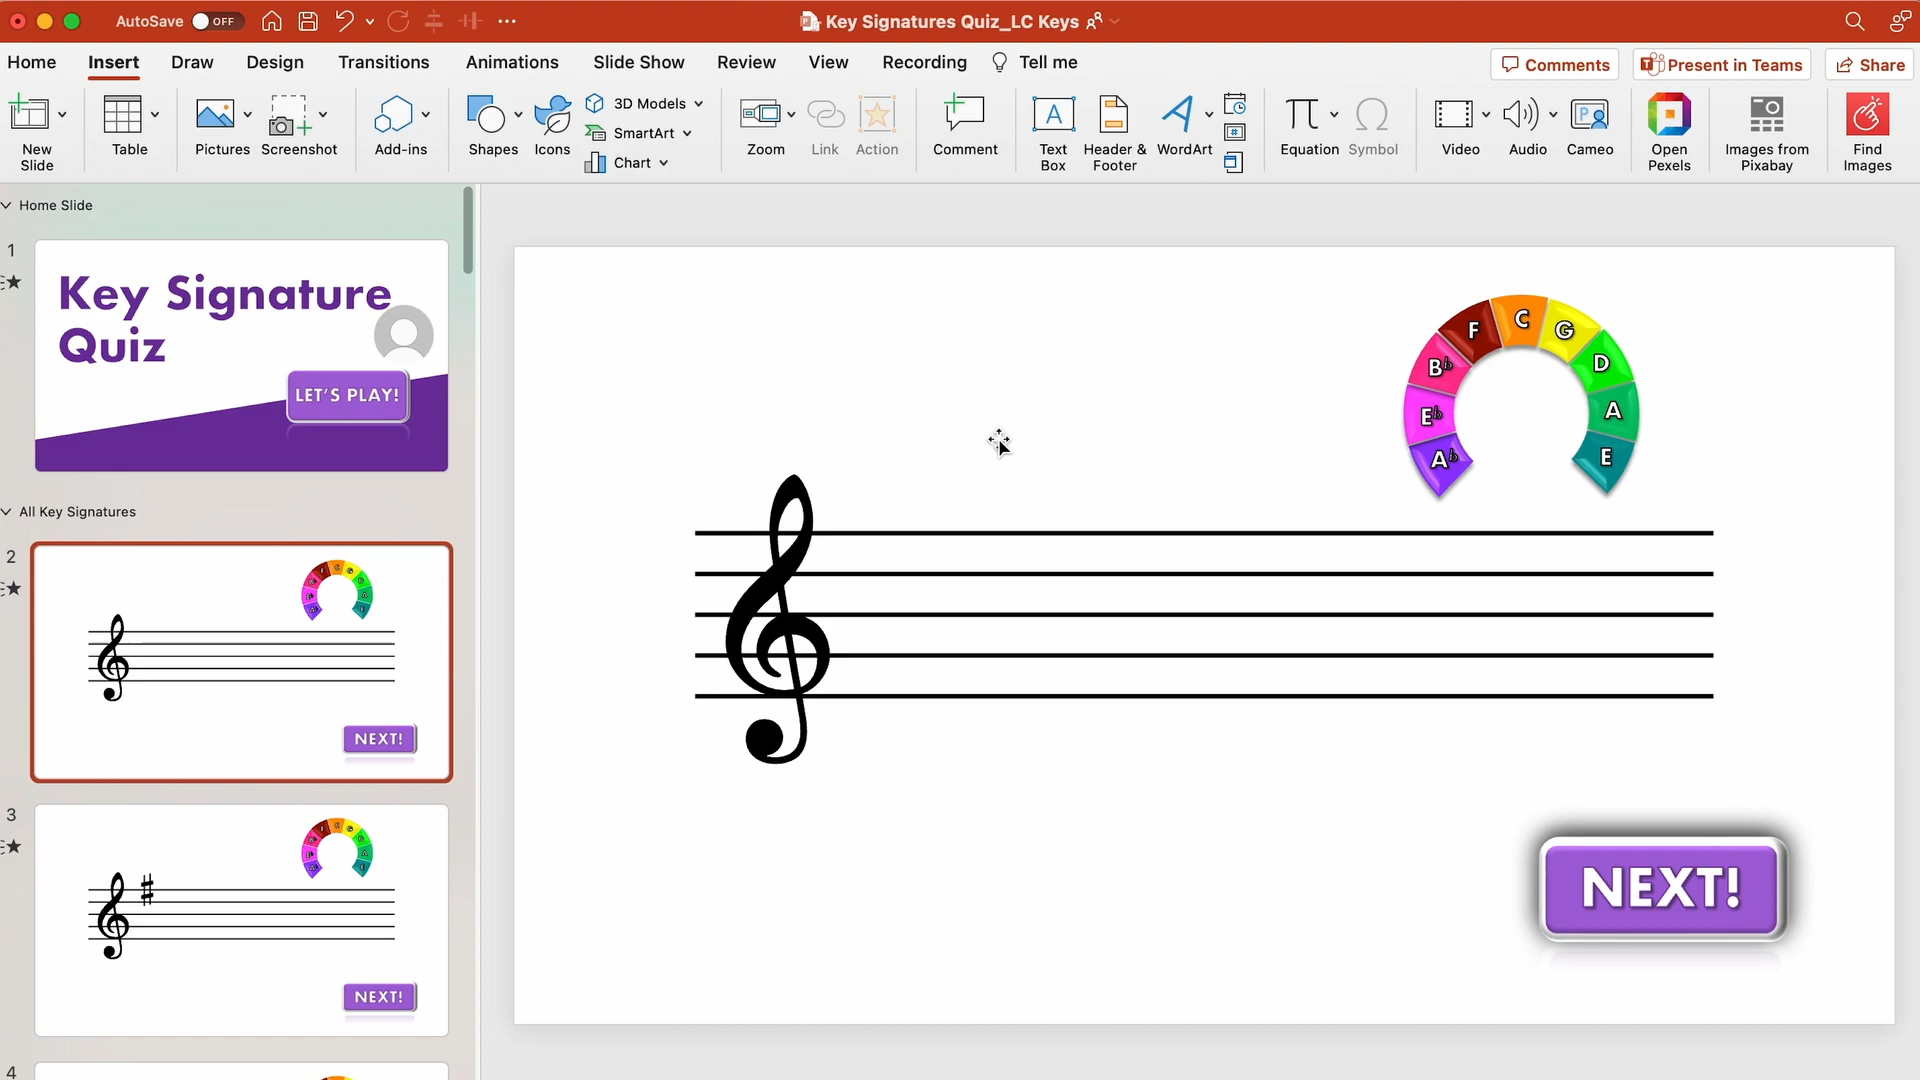 AutoSave OFF
Key Signatures Quiz_LC Keys
Home Insert Draw Design Transitions Animations Slide Show Review View Recording Tell me
Comments Present in Teams Share
New Slide
Table
Pictures
Screenshot
Add-ins
Shapes
Icons
3D Models
SmartArt
Chart
Zoom
Link
Action
Comment
Text Box
Header & Footer
WordArt
Equation
Symbol
Video
Audio
Cameo
Open Pexels
Images from Pixabay
Find Images
Home Slide
1
Key Signature
Quiz
LET'S PLAY!
All Key Signatures
2
NEXT!
3
NEXT!
4
A♭ E♭ B♭ F C G D A E
NEXT!